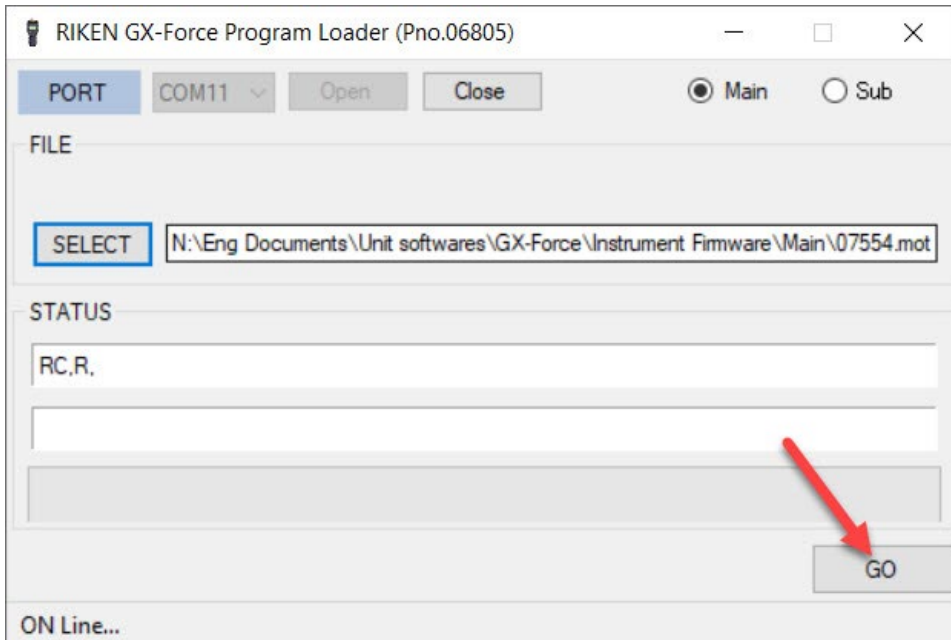 RIKEN GX-Force Program Loader (Pno.06805)
PORT COM11 Open Close Main Sub
FILE
SELECT N:\Eng Documents\Unit softwares\GX-Force\Instrument Firmware\Main\07554.mot
STATUS
RC,R,
GO
ON Line...